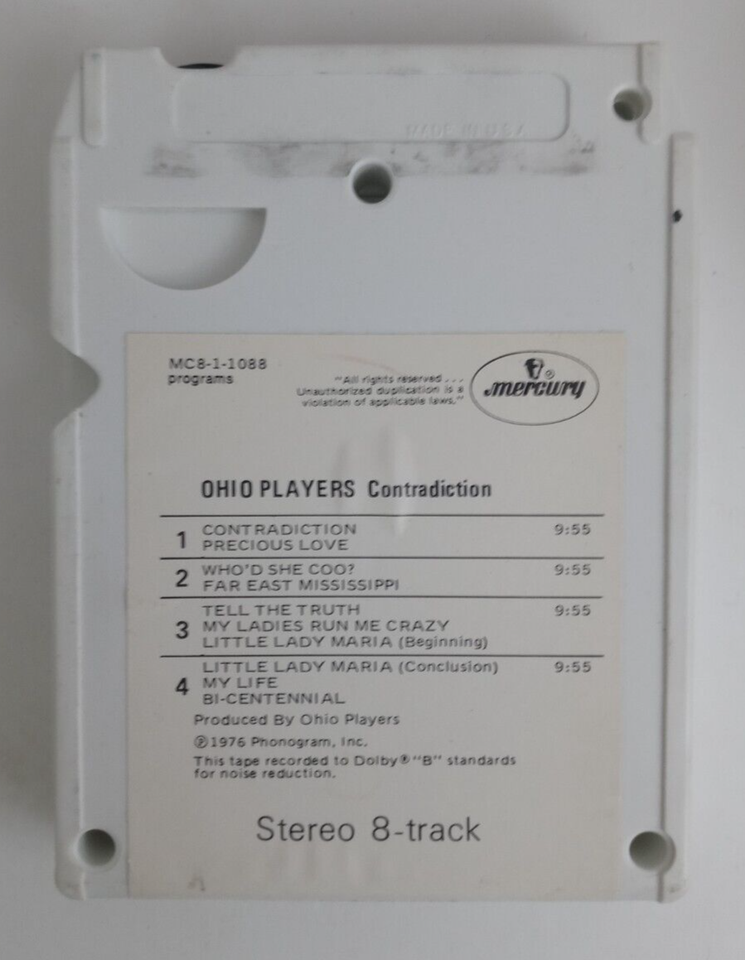 MADE IN U.S.A.
MC8-1-1088
programs
"All rights reserved . . .
Unauthorized duplication is a
violation of applicable laws."
mercury®
OHIO PLAYERS Contradiction
1 CONTRADICTION 9:55
PRECIOUS LOVE
2 WHO'D SHE COO? 9:55
FAR EAST MISSISSIPPI
3 TELL THE TRUTH 9:55
MY LADIES RUN ME CRAZY
LITTLE LADY MARIA (Beginning)
4 LITTLE LADY MARIA (Conclusion) 9:55
MY LIFE
BI-CENTENNIAL
Produced By Ohio Players
℗1976 Phonogram, Inc.
This tape recorded to Dolby® "B" standards
for noise reduction.
Stereo 8-track